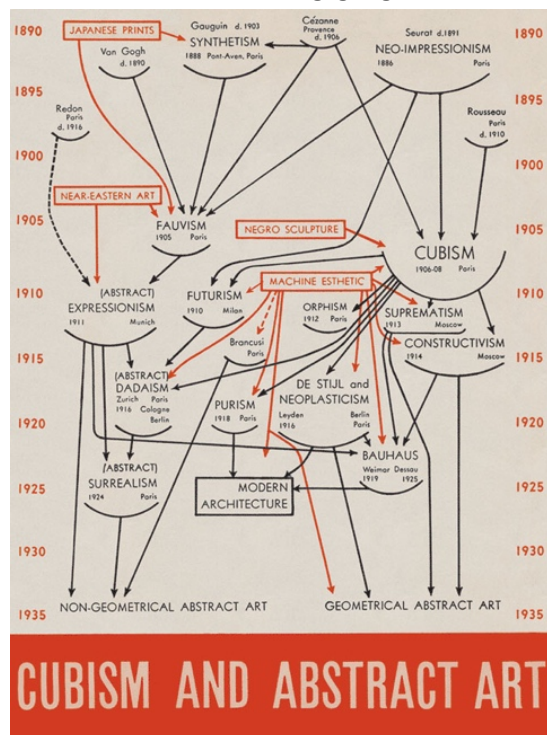 1890
JAPANESE PRINTS
Van Gogh
d. 1890
Gauguin d. 1903
SYNTHETISM
1888 Pont-Aven, Paris
Cézanne
Provence
d. 1906
Seurat d.1891
NEO-IMPRESSIONISM
1886 Paris
1890
1895
1895
Redon
Paris
d. 1916
Rousseau
Paris
d. 1910
1900
1900
NEAR-EASTERN ART
1905
FAUVISM
1905 Paris
NEGRO SCULPTURE
1905
CUBISM
1906-08 Paris
MACHINE ESTHETIC
1910
(ABSTRACT)
EXPRESSIONISM
1911 Munich
FUTURISM
1910 Milan
ORPHISM
1912 Paris
SUPREMATISM
1913 Moscow
1910
Brancusi
Paris
CONSTRUCTIVISM
1914 Moscow
1915
1915
(ABSTRACT)
DADAISM
Zurich Paris
1916 Cologne
Berlin
PURISM
1918 Paris
DE STIJL and
NEOPLASTICISM
Leyden Berlin
1916 Paris
1920
1920
(ABSTRACT)
SURREALISM
1924 Paris
BAUHAUS
Weimar Dessau
1919 1925
MODERN
ARCHITECTURE
1925
1925
1930
1930
1935
NON-GEOMETRICAL ABSTRACT ART
GEOMETRICAL ABSTRACT ART
1935
CUBISM AND ABSTRACT ART